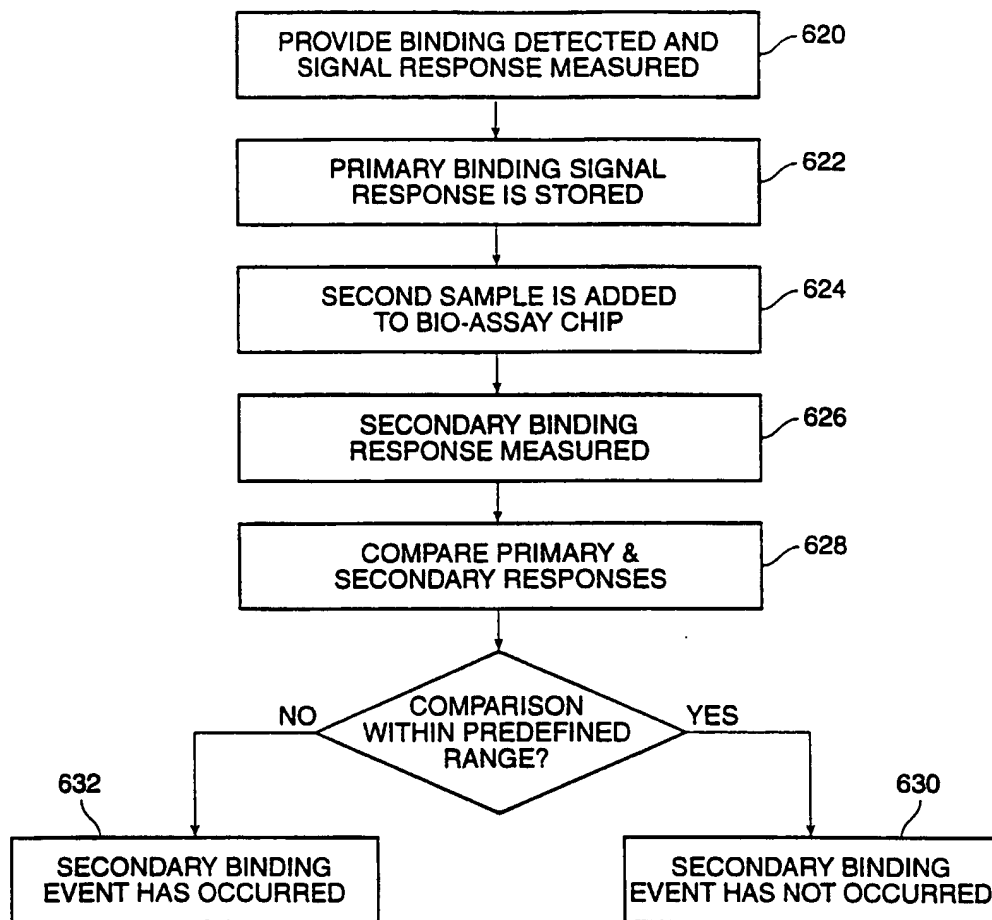 PROVIDE BINDING DETECTED AND
SIGNAL RESPONSE MEASURED
620
PRIMARY BINDING SIGNAL
RESPONSE IS STORED
622
SECOND SAMPLE IS ADDED
TO BIO-ASSAY CHIP
624
SECONDARY BINDING
RESPONSE MEASURED
626
COMPARE PRIMARY &
SECONDARY RESPONSES
628
COMPARISON
WITHIN PREDEFINED
RANGE?
NO
YES
632
SECONDARY BINDING
EVENT HAS OCCURRED
630
SECONDARY BINDING
EVENT HAS NOT OCCURRED